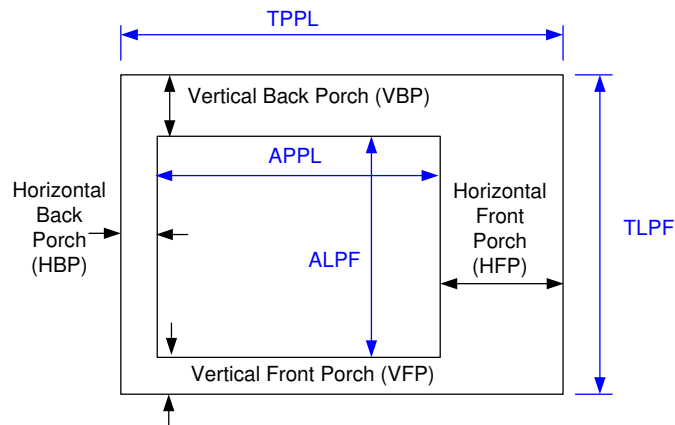 TPPL
Vertical Back Porch (VBP)
APPL
Horizontal
Back
Porch
(HBP)
Horizontal
Front
Porch
(HFP)
TLPF
ALPF
Vertical Front Porch (VFP)